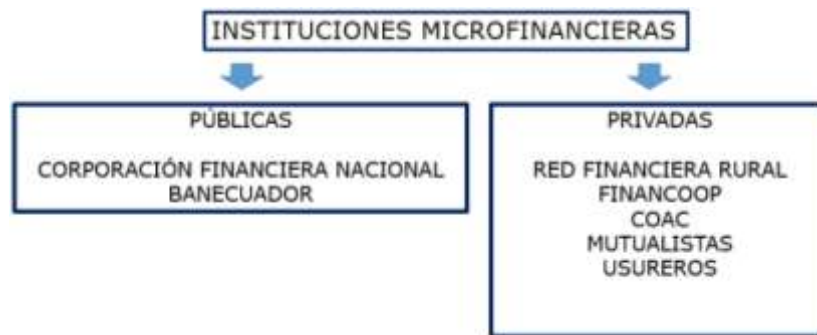 INSTITUCIONES MICROFINANCIERAS
PÚBLICAS
CORPORACIÓN FINANCIERA NACIONAL
BANECUADOR
PRIVADAS
RED FINANCIERA RURAL
FINANCOOP
COAC
MUTUALISTAS
USUREROS